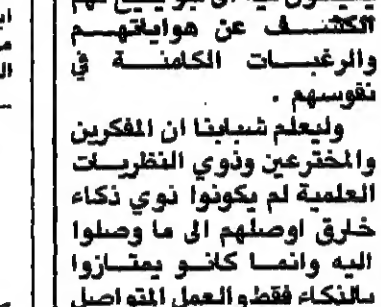 الكشف عن هواياتهم
والرغبات الكامنة في
نفوسهم .
وليعلم شبابنا ان المفكرين
والمخترعين وذوي النظريات
العلمية لم يكونوا ذوي ذكاء
خارق اوصلهم الى ما وصلوا
اليه وانما كانو يمتازوا
بالذكاء فقط والعمل المتواصل